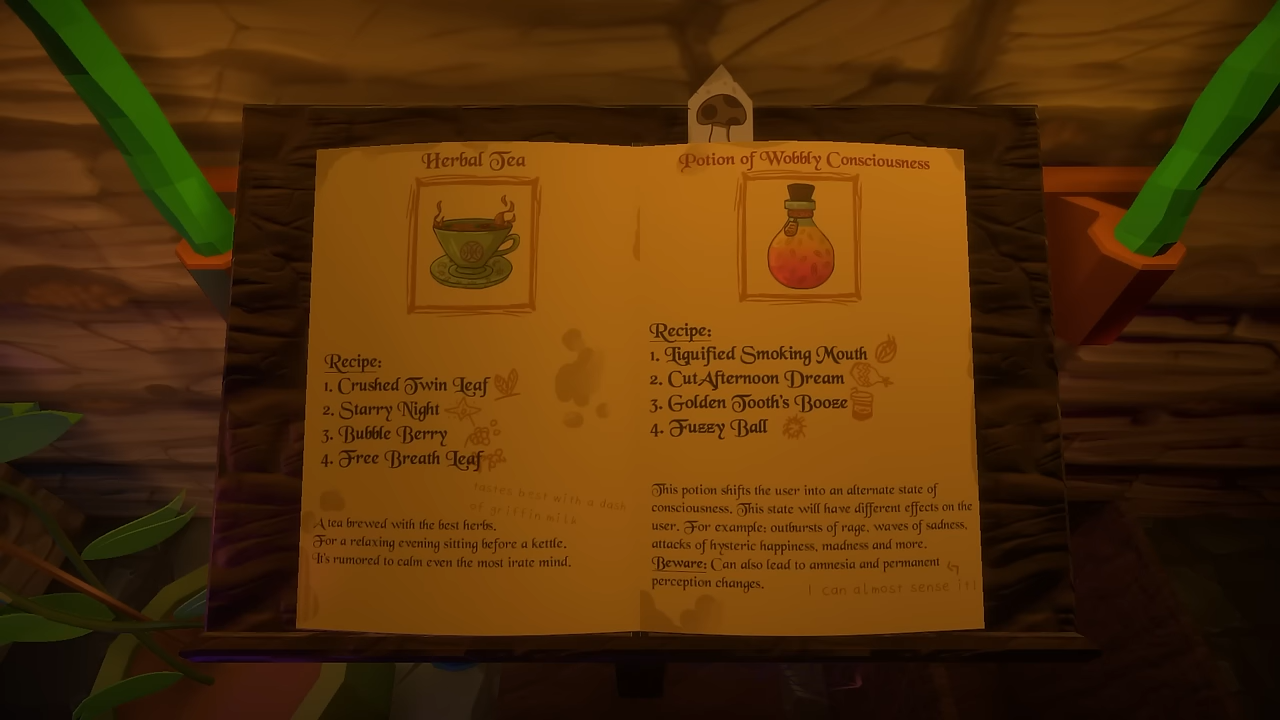 Herbal Tea
Recipe:
1. Crushed Twin Leaf
2. Starry Night
3. Bubble Berry
4. Free Breath Leaf
tastes best with a dash
of griffin milk
A tea brewed with the best herbs.
For a relaxing evening sitting before a kettle.
It's rumored to calm even the most irate mind.
Potion of Wobbly Consciousness
Recipe:
1. Liquified Smoking Mouth
2. Cut Afternoon Dream
3. Golden Tooth's Booze
4. Fuzzy Ball
This potion shifts the user into an alternate state of
consciousness. This state will have different effects on the
user. For example: outbursts of rage, waves of sadness,
attacks of hysteric happiness, madness and more.
Beware: Can also lead to amnesia and permanent
perception changes.
I can almost sense it!